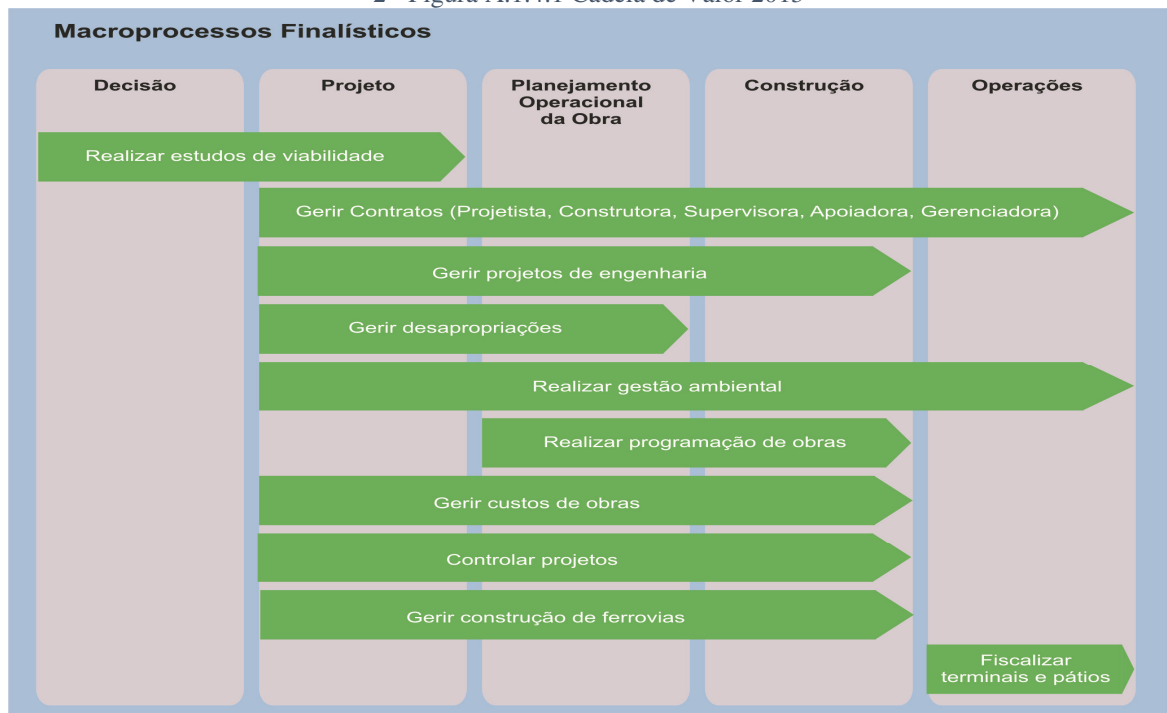 Macroprocessos Finalísticos
Decisão
Projeto
Planejamento
Operacional
da Obra
Construção
Operações
Realizar estudos de viabilidade
Gerir Contratos (Projetista, Construtora, Supervisora, Apoiadora, Gerenciadora)
Gerir projetos de engenharia
Gerir desapropriações
Realizar gestão ambiental
Realizar programação de obras
Gerir custos de obras
Controlar projetos
Gerir construção de ferrovias
Fiscalizar
terminais e pátios